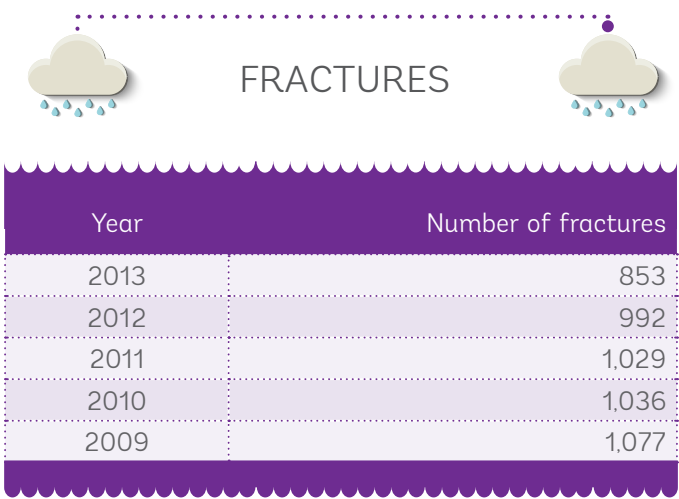 FRACTURES
Year Number of fractures
2013 853
2012 992
2011 1,029
2010 1,036
2009 1,077